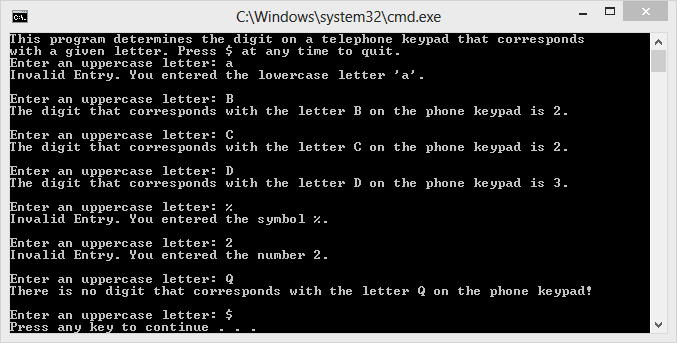 C:\Windows\system32\cmd.exe
This program determines the digit on a telephone keypad that corresponds
with a given letter. Press $ at any time to quit.
Enter an uppercase letter: a
Invalid Entry. You entered the lowercase letter 'a'.
Enter an uppercase letter: B
The digit that corresponds with the letter B on the phone keypad is 2.
Enter an uppercase letter: C
The digit that corresponds with the letter C on the phone keypad is 2.
Enter an uppercase letter: D
The digit that corresponds with the letter D on the phone keypad is 3.
Enter an uppercase letter: %
Invalid Entry. You entered the symbol %.
Enter an uppercase letter: 2
Invalid Entry. You entered the number 2.
Enter an uppercase letter: Q
There is no digit that corresponds with the letter Q on the phone keypad!
Enter an uppercase letter: $
Press any key to continue . . .